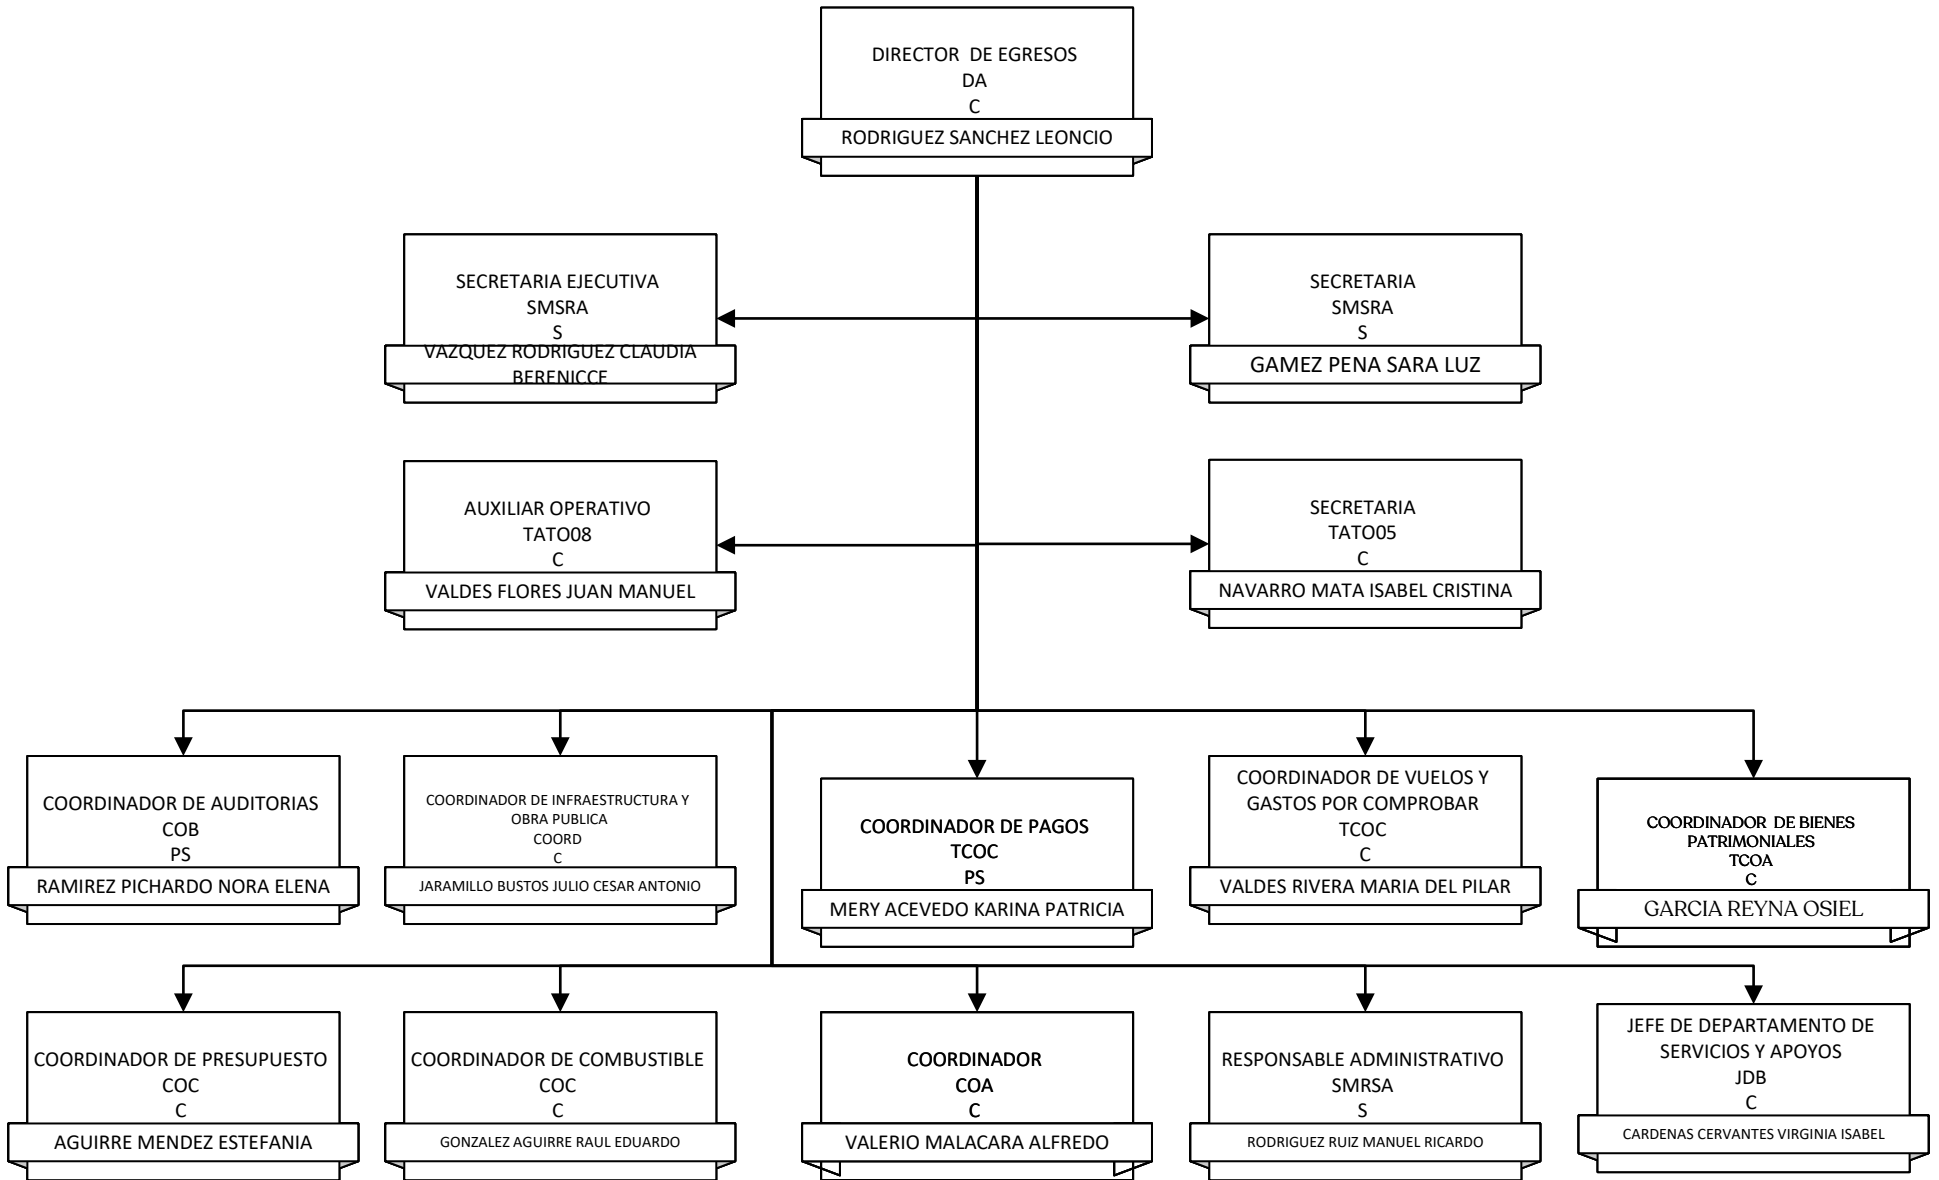 DIRECTOR DE EGRESOS
DA
C
RODRIGUEZ SANCHEZ LEONCIO
SECRETARIA EJECUTIVA
SMSRA
S
VAZQUEZ RODRIGUEZ CLAUDIA
BERENICCE
SECRETARIA
SMSRA
S
GAMEZ PENA SARA LUZ
AUXILIAR OPERATIVO
TATO08
C
VALDES FLORES JUAN MANUEL
SECRETARIA
TATO05
C
NAVARRO MATA ISABEL CRISTINA
COORDINADOR DE AUDITORIAS
COB
PS
RAMIREZ PICHARDO NORA ELENA
COORDINADOR DE INFRAESTRUCTURA Y
OBRA PUBLICA
COORD
C
JARAMILLO BUSTOS JULIO CESAR ANTONIO
COORDINADOR DE PAGOS
TCOC
PS
MERY ACEVEDO KARINA PATRICIA
COORDINADOR DE VUELOS Y
GASTOS POR COMPROBAR
TCOC
C
VALDES RIVERA MARIA DEL PILAR
COORDINADOR DE BIENES
PATRIMONIALES
TCOA
C
GARCIA REYNA OSIEL
COORDINADOR DE PRESUPUESTO
COC
C
AGUIRRE MENDEZ ESTEFANIA
COORDINADOR DE COMBUSTIBLE
COC
C
GONZALEZ AGUIRRE RAUL EDUARDO
COORDINADOR
COA
C
VALERIO MALACARA ALFREDO
RESPONSABLE ADMINISTRATIVO
SMRSA
S
RODRIGUEZ RUIZ MANUEL RICARDO
JEFE DE DEPARTAMENTO DE
SERVICIOS Y APOYOS
JDB
C
CARDENAS CERVANTES VIRGINIA ISABEL